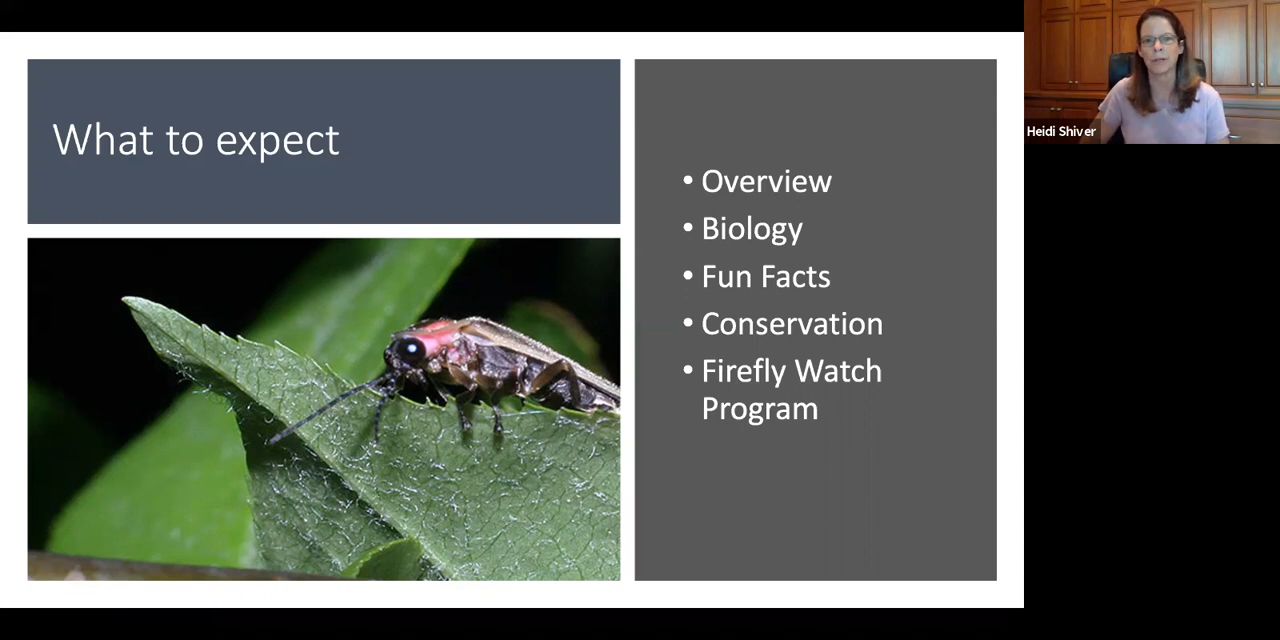 What to expect
• Overview
• Biology
• Fun Facts
• Conservation
• Firefly Watch
Program
Heidi Shiver